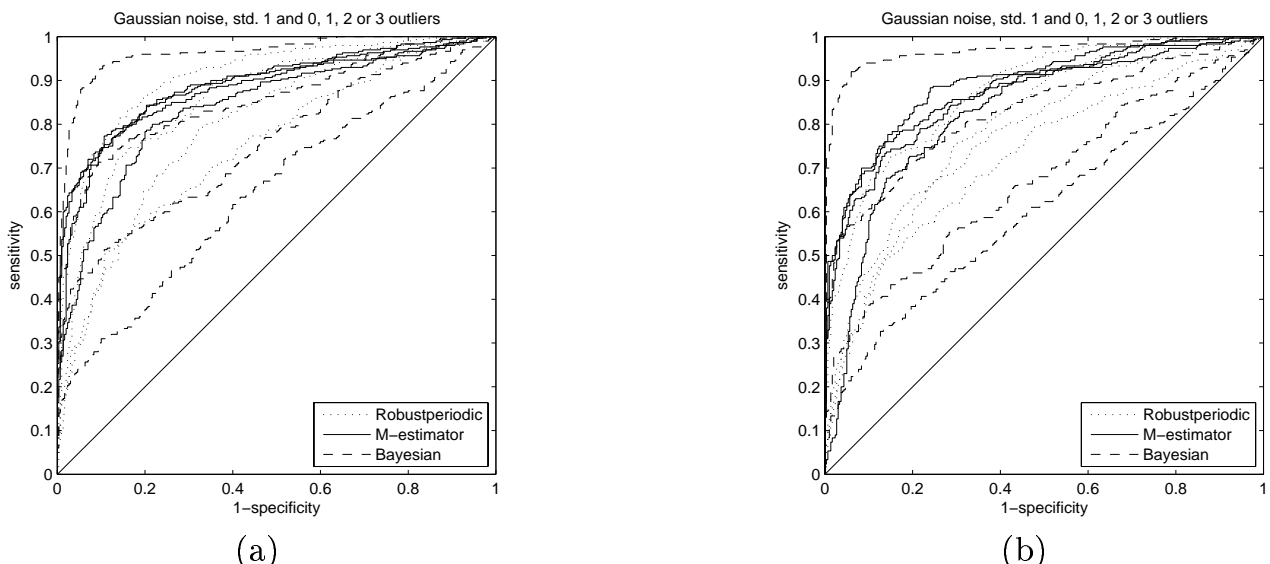 Gaussian noise, std. 1 and 0, 1, 2 or 3 outliers
1
0.9
0.8
0.7
0.6
0.5
0.4
0.3
0.2
0.1
0
sensitivity
0 0.2 0.4 0.6 0.8 1
1−specificity
Robustperiodic
M−estimator
Bayesian
(a)
Gaussian noise, std. 1 and 0, 1, 2 or 3 outliers
1
0.9
0.8
0.7
0.6
0.5
0.4
0.3
0.2
0.1
0
sensitivity
0 0.2 0.4 0.6 0.8 1
1−specificity
Robustperiodic
M−estimator
Bayesian
(b)